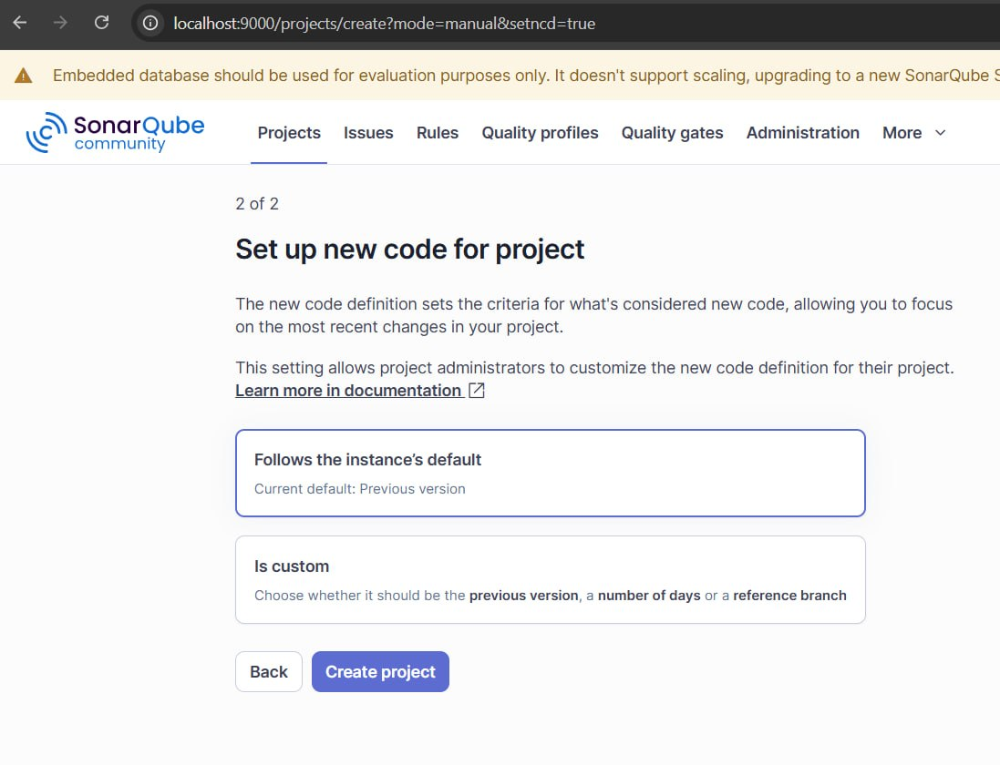 localhost:9000/projects/create?mode=manual&setncd=true
Embedded database should be used for evaluation purposes only. It doesn't support scaling, upgrading to a new SonarQube S
SonarQube
community
Projects Issues Rules Quality profiles Quality gates Administration More
2 of 2
Set up new code for project
The new code definition sets the criteria for what's considered new code, allowing you to focus
on the most recent changes in your project.
This setting allows project administrators to customize the new code definition for their project.
Learn more in documentation
Follows the instance’s default
Current default: Previous version
Is custom
Choose whether it should be the previous version, a number of days or a reference branch
Back Create project